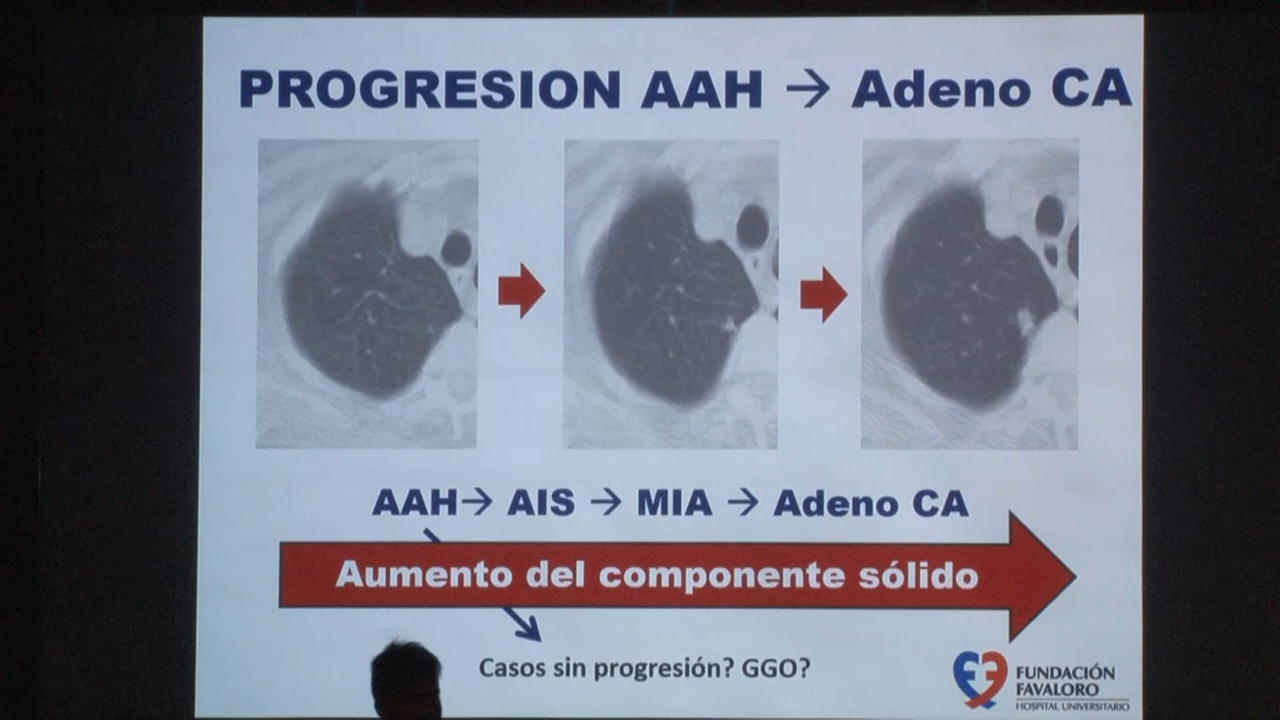 PROGRESION AAH → Adeno CA
AAH→ AIS → MIA → Adeno CA
Aumento del componente sólido
Casos sin progresión? GGO?
FUNDACIÓN
FAVALORO
HOSPITAL UNIVERSITARIO